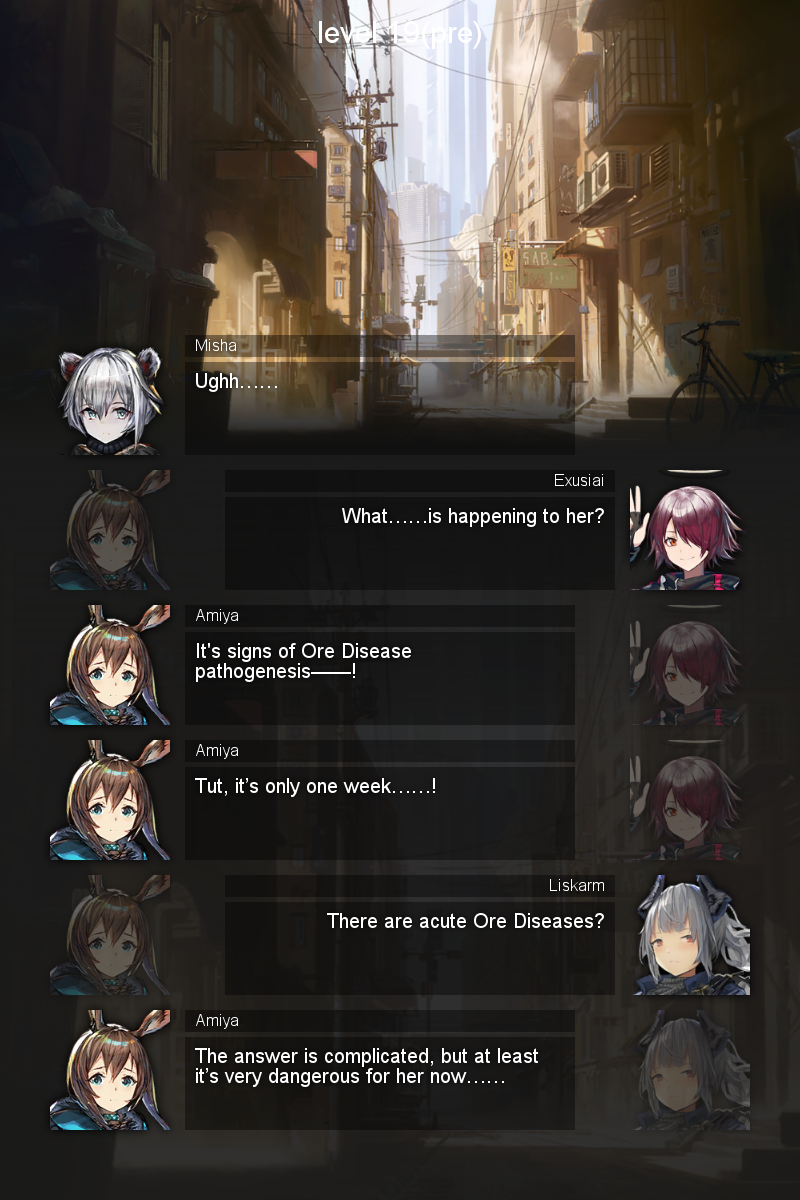 level 19(pre)
Misha
Ughh……
Exusiai
What……is happening to her?
Amiya
It's signs of Ore Disease
pathogenesis——!
Amiya
Tut, it’s only one week……!
Liskarm
There are acute Ore Diseases?
Amiya
The answer is complicated, but at least
it’s very dangerous for her now……